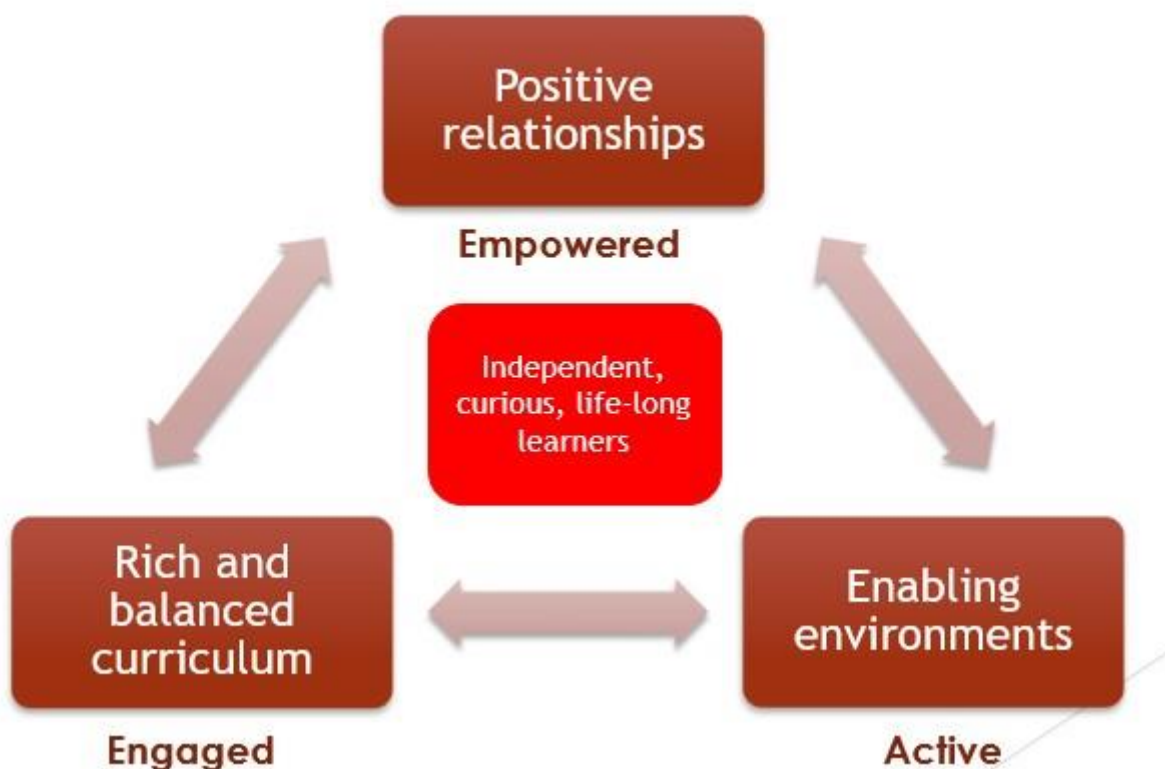 Positive
relationships
Empowered
Independent,
curious, life-long
learners
Rich and
balanced
curriculum
Engaged
Enabling
environments
Active